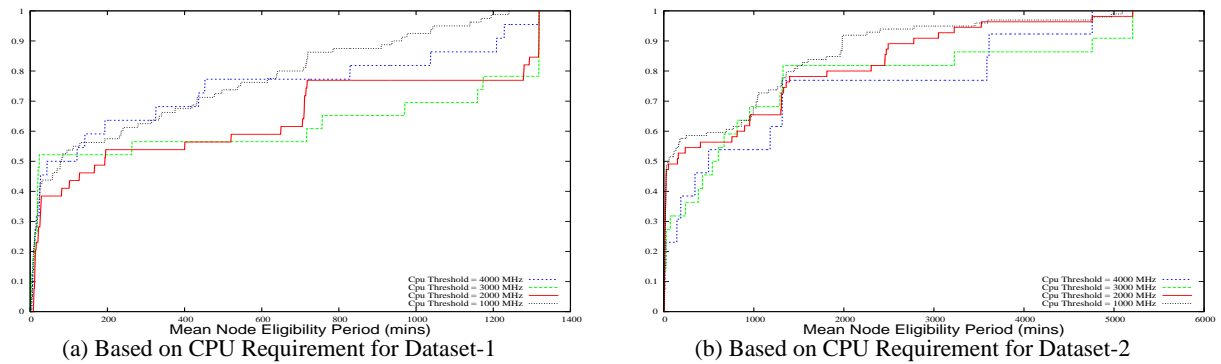 1
0.9
0.8
0.7
0.6
0.5
0.4
0.3
0.2
0.1
0
0 200 400 600 800 1000 1200 1400
Cpu Threshold = 4000 MHz
Cpu Threshold = 3000 MHz
Cpu Threshold = 2000 MHz
Cpu Threshold = 1000 MHz
Mean Node Eligibility Period (mins)
(a) Based on CPU Requirement for Dataset-1
1
0.9
0.8
0.7
0.6
0.5
0.4
0.3
0.2
0.1
0
0 1000 2000 3000 4000 5000 6000
Cpu Threshold = 4000 MHz
Cpu Threshold = 3000 MHz
Cpu Threshold = 2000 MHz
Cpu Threshold = 1000 MHz
Mean Node Eligibility Period (mins)
(b) Based on CPU Requirement for Dataset-2